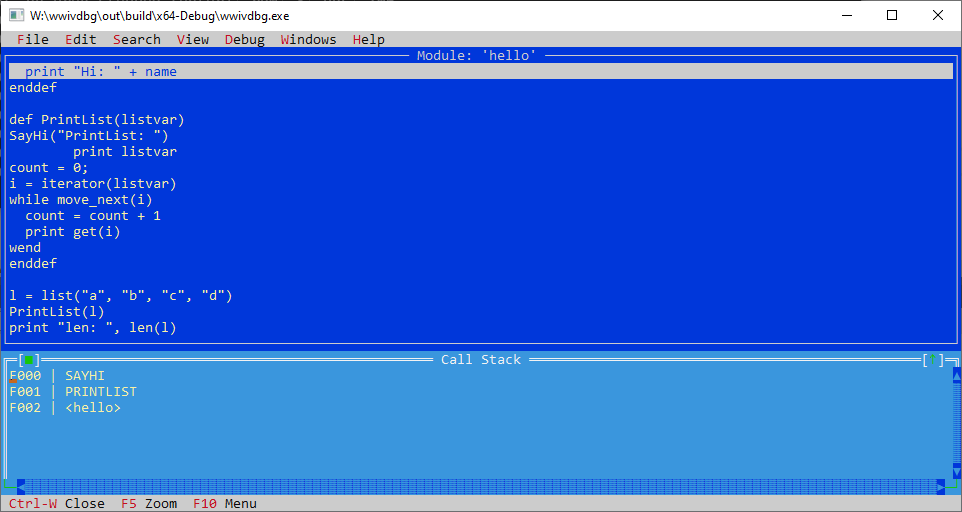 W:\wwivdbg\out\build\x64-Debug\wwivdbg.exe
File Edit Search View Debug Windows Help
Module: 'hello'
  print "Hi: " + name
enddef

def PrintList(listvar)
SayHi("PrintList: ")
        print listvar
count = 0;
i = iterator(listvar)
while move_next(i)
  count = count + 1
  print get(i)
wend
enddef

l = list("a", "b", "c", "d")
PrintList(l)
print "len: ", len(l)
Call Stack
F000 | SAYHI
F001 | PRINTLIST
F002 | <hello>
Ctrl-W Close F5 Zoom F10 Menu